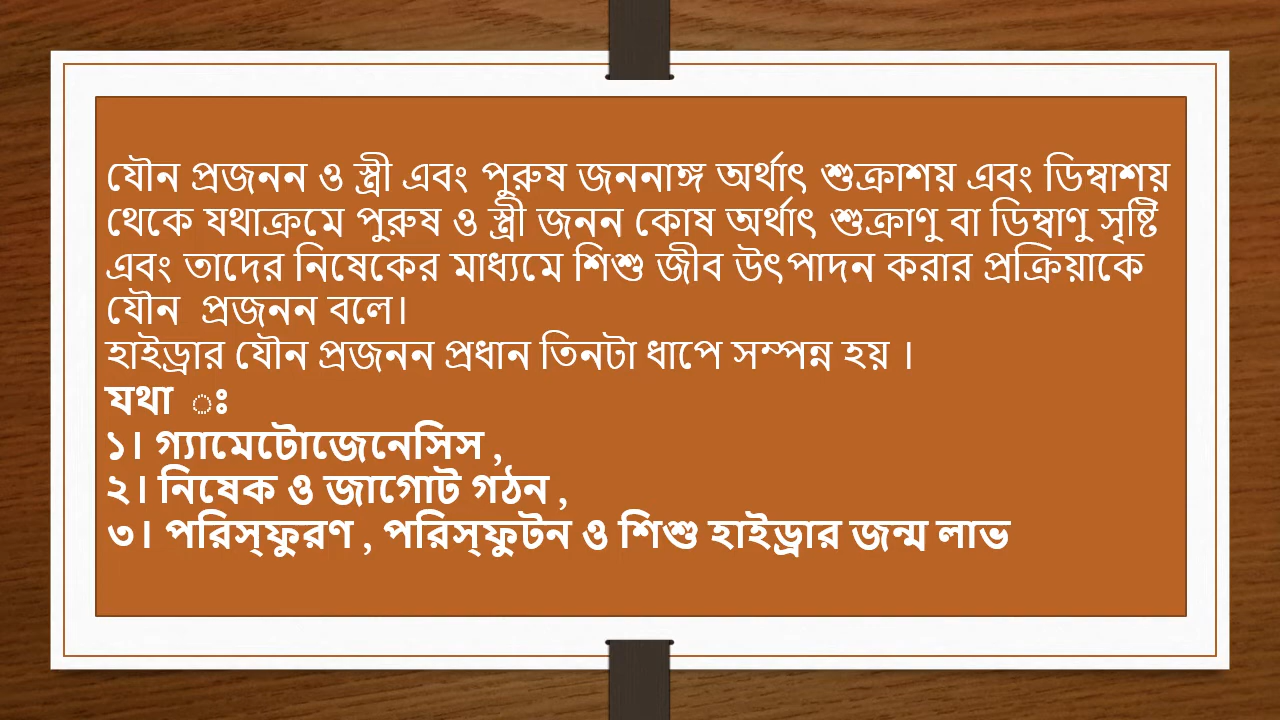 যৌন প্রজনন ও স্ত্রী এবং পুরুষ জননাঙ্গ অর্থাৎ শুক্রাশয় এবং ডিম্বাশয়
থেকে যথাক্রমে পুরুষ ও স্ত্রী জনন কোষ অর্থাৎ শুক্রাণু বা ডিম্বাণু সৃষ্টি
এবং তাদের নিষেকের মাধ্যমে শিশু জীব উৎপাদন করার প্রক্রিয়াকে
যৌন প্রজনন বলে।
হাইড্রার যৌন প্রজনন প্রধান তিনটা ধাপে সম্পন্ন হয় ।
যথা ঃ
১। গ্যামেটোজেনেসিস ,
২। নিষেক ও জাগোট গঠন ,
৩। পরিস্ফুরণ , পরিস্ফুটন ও শিশু হাইড্রার জন্ম লাভ